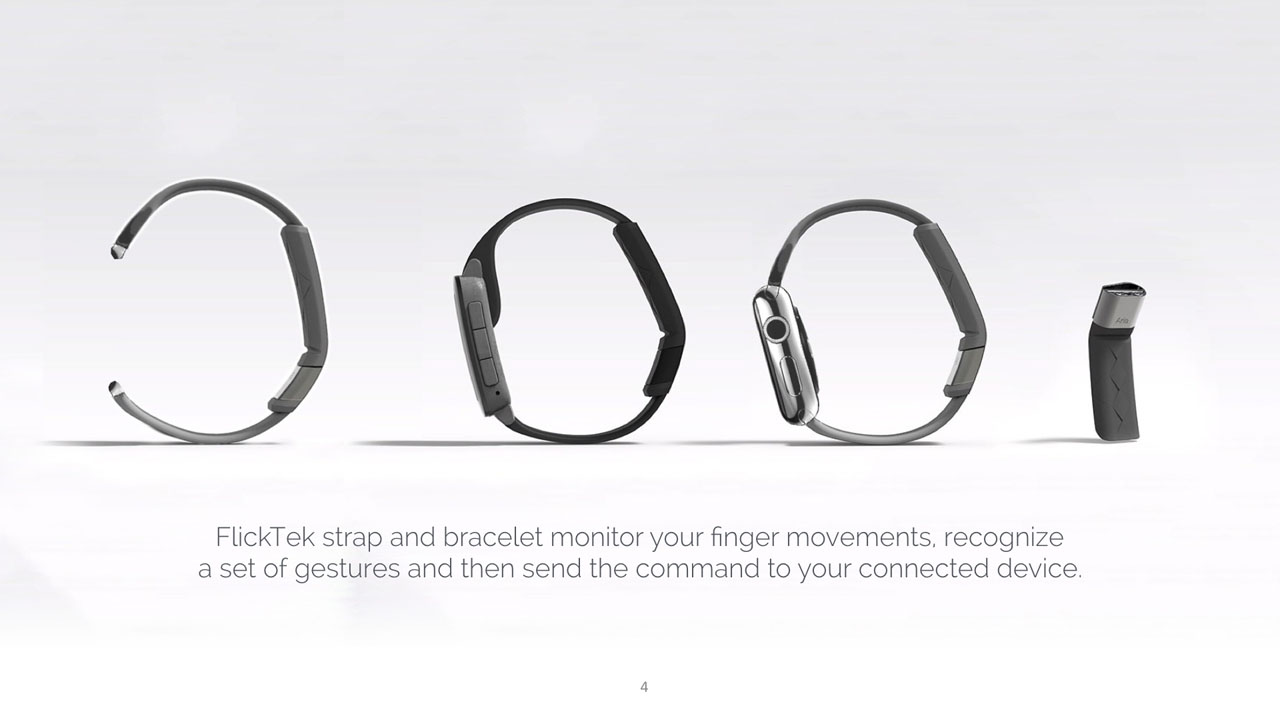 FlickTek strap and bracelet monitor your finger movements, recognize
a set of gestures and then send the command to your connected device.
4